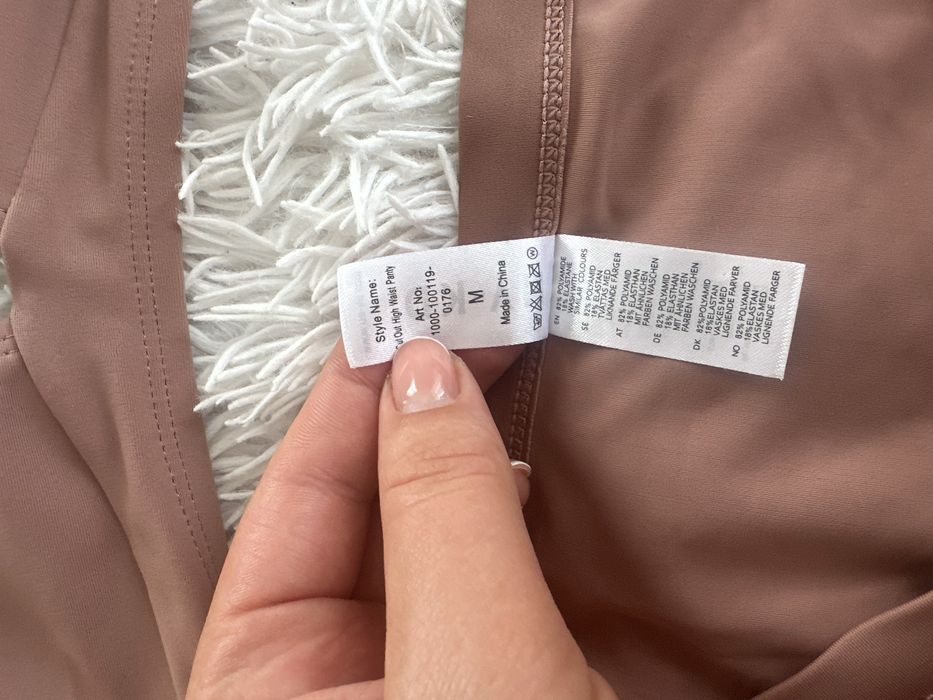 Style Name:
Cut Out High Waist Panty
Art No:
1000-100119-
0176
M
Made in China
W
EN 82% POLYAMIDE
18% ELASTANE
WASH WITH
SIMILAR COLOURS
SE 82% POLYAMID
18% ELASTAN
TVÄTTAS MED
LIKNANDE FÄRGER
AT 82% POLYAMID
18% ELASTHAN
MIT ÄHNLICHEN
FARBEN WASCHEN
DE 82% POLYAMID
18% ELASTHAN
MIT ÄHNLICHEN
FARBEN WASCHEN
DK 82%POLYAMID
18%ELASTAN
VASKES MED
LIGNENDE FARVER
NO 82% POLYAMID
18% ELASTAN
VASKES MED
LIGNENDE FARGER